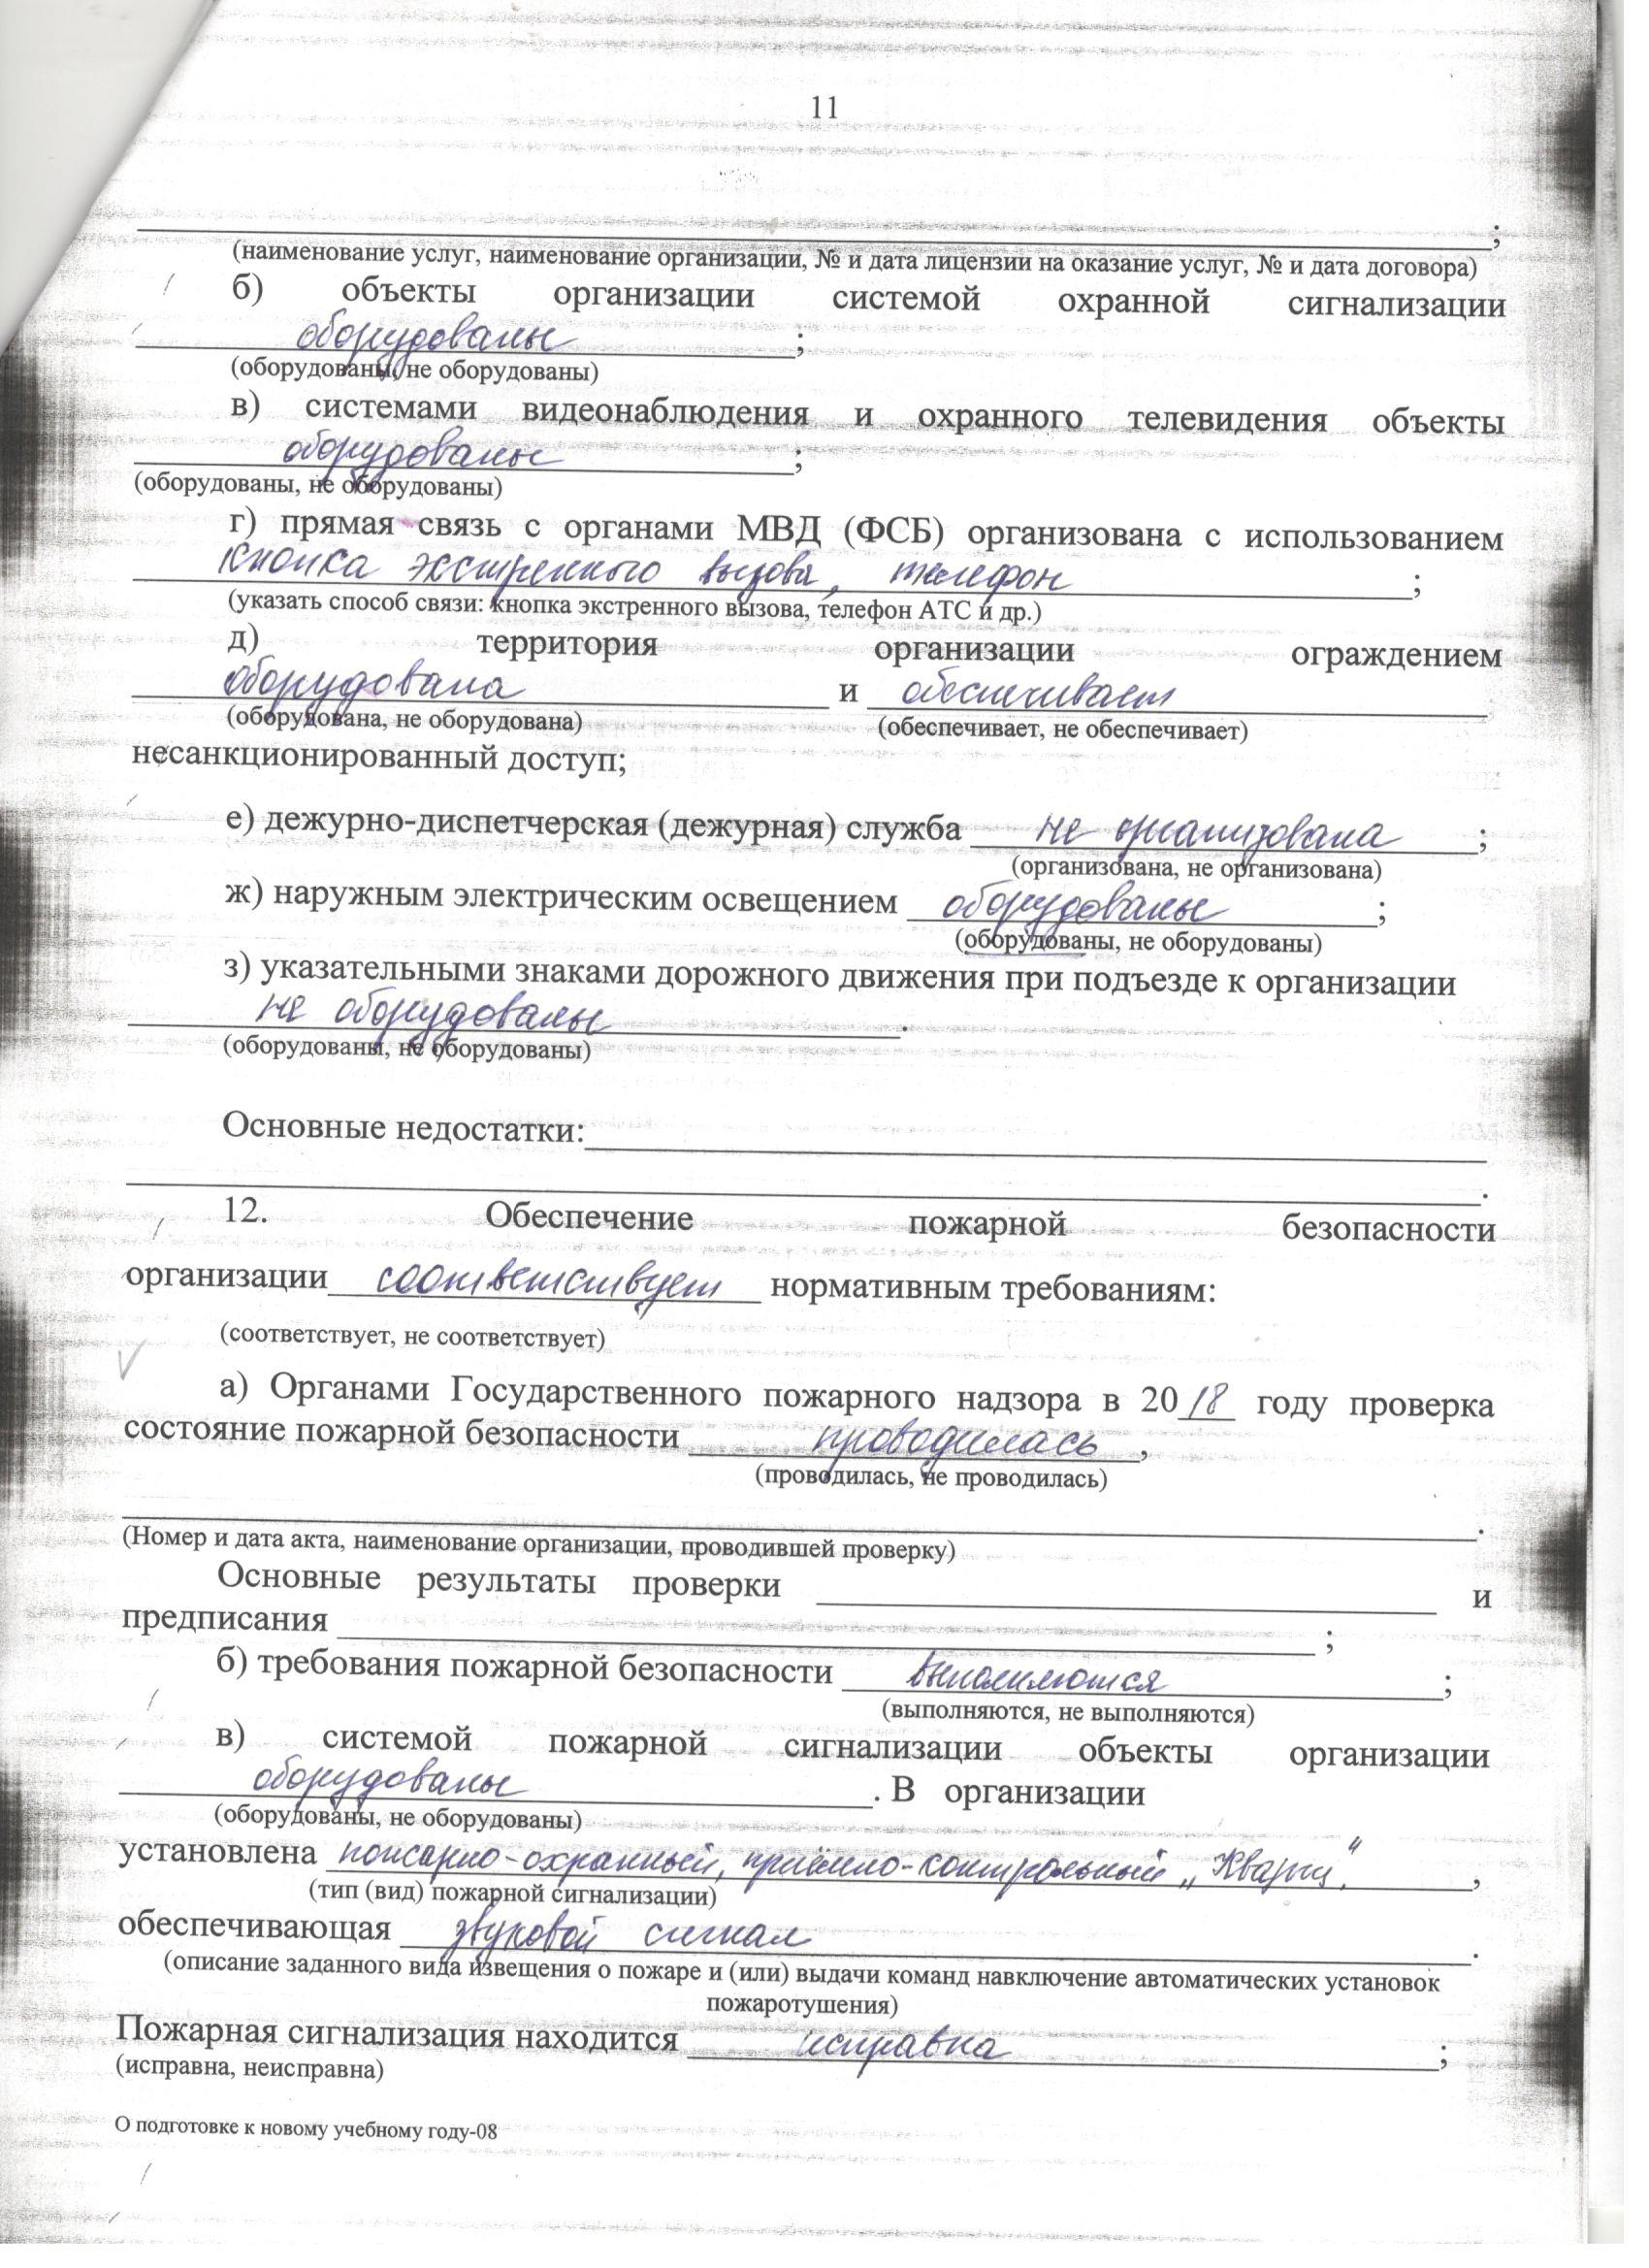 11
;
(наименование услуг, наименование организации, № и дата лицензии на оказание услуг, № и дата договора)
б) объекты организации системой охранной сигнализации
оборудованы ;
(оборудованы, не оборудованы)
в) системами видеонаблюдения и охранного телевидения объекты
оборудованы ;
(оборудованы, не оборудованы)
г) прямая связь с органами МВД (ФСБ) организована с использованием
кнопка экстренного вызова, телефон ;
(указать способ связи: кнопка экстренного вызова, телефон АТС и др.)
д) территория организации ограждением
оборудована и обеспечивает
(оборудована, не оборудована) (обеспечивает, не обеспечивает)
несанкционированный доступ;
е) дежурно-диспетчерская (дежурная) служба не организована ;
(организована, не организована)
ж) наружным электрическим освещением оборудованы ;
(оборудованы, не оборудованы)
з) указательными знаками дорожного движения при подъезде к организации
не оборудованы .
(оборудованы, не оборудованы)
Основные недостатки:
.
12. Обеспечение пожарной безопасности
организации соответствует нормативным требованиям:
(соответствует, не соответствует)
а) Органами Государственного пожарного надзора в 2018 году проверка
состояние пожарной безопасности проводилась ,
(проводилась, не проводилась)
.
(Номер и дата акта, наименование организации, проводившей проверку)
Основные результаты проверки и
предписания ;
б) требования пожарной безопасности выполняются ;
(выполняются, не выполняются)
в) системой пожарной сигнализации объекты организации
оборудованы . В организации
(оборудованы, не оборудованы)
установлена пожарно-охранный, приёмно-контрольный „Кварц". ,
(тип (вид) пожарной сигнализации)
обеспечивающая звуковой сигнал .
(описание заданного вида извещения о пожаре и (или) выдачи команд навключение автоматических установок
пожаротушения)
Пожарная сигнализация находится исправна ;
(исправна, неисправна)
О подготовке к новому учебному году-08